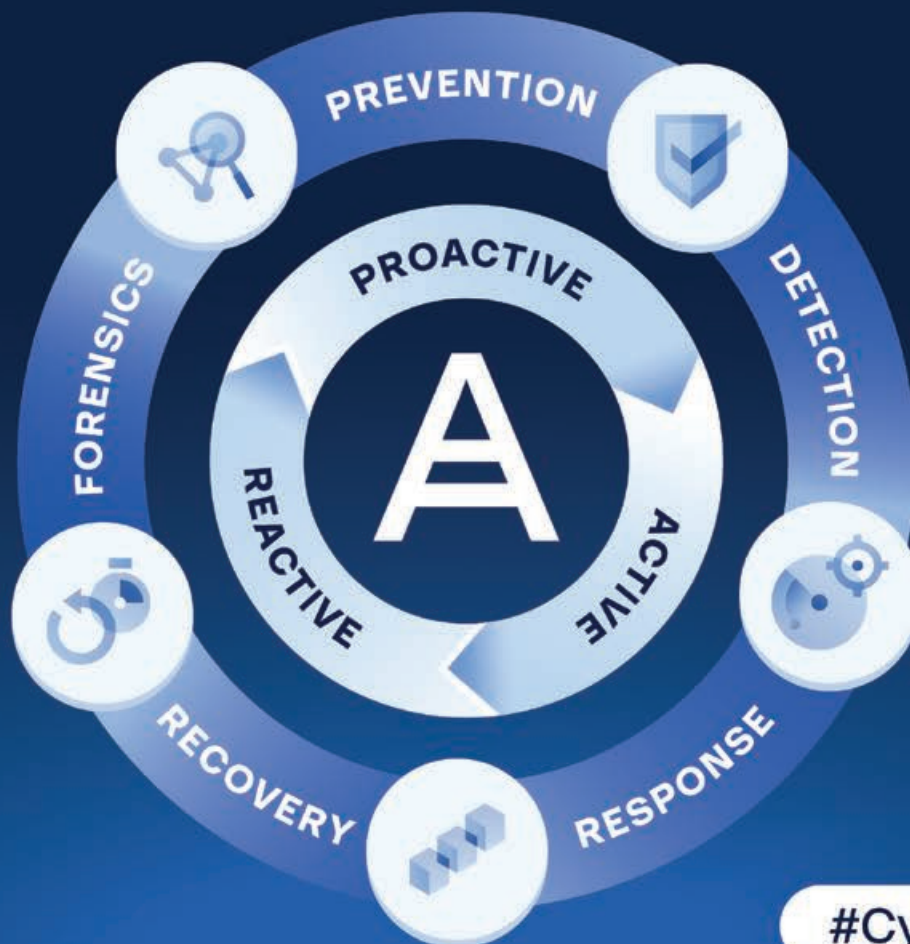 PREVENTION
DETECTION
RESPONSE
RECOVERY
FORENSICS
PROACTIVE
ACTIVE
REACTIVE
A